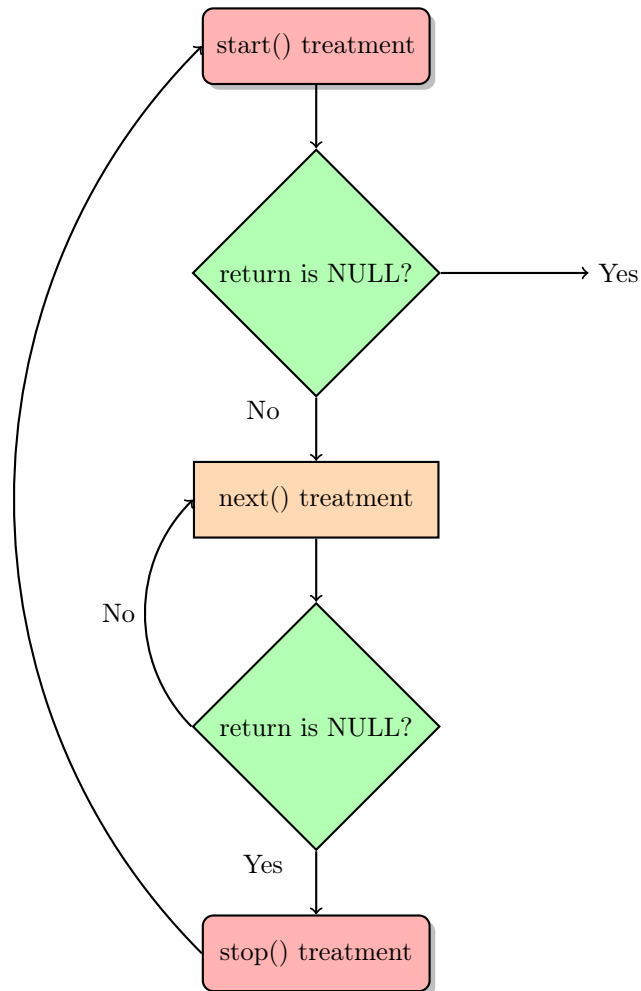 start() treatment
return is NULL?
Yes
No
next() treatment
No
return is NULL?
Yes
stop() treatment